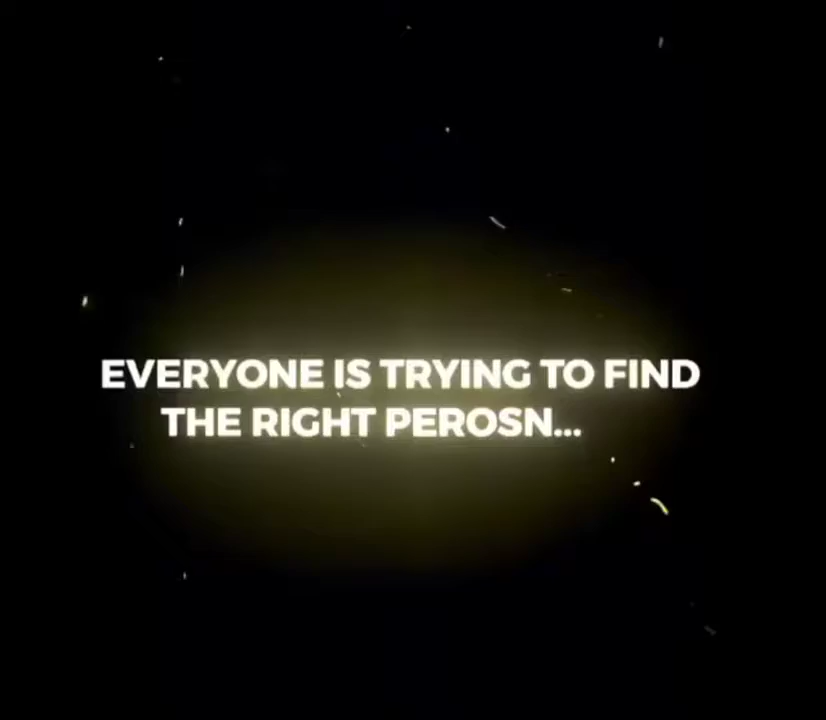 EVERYONE IS TRYING TO FIND
THE RIGHT PEROSN...